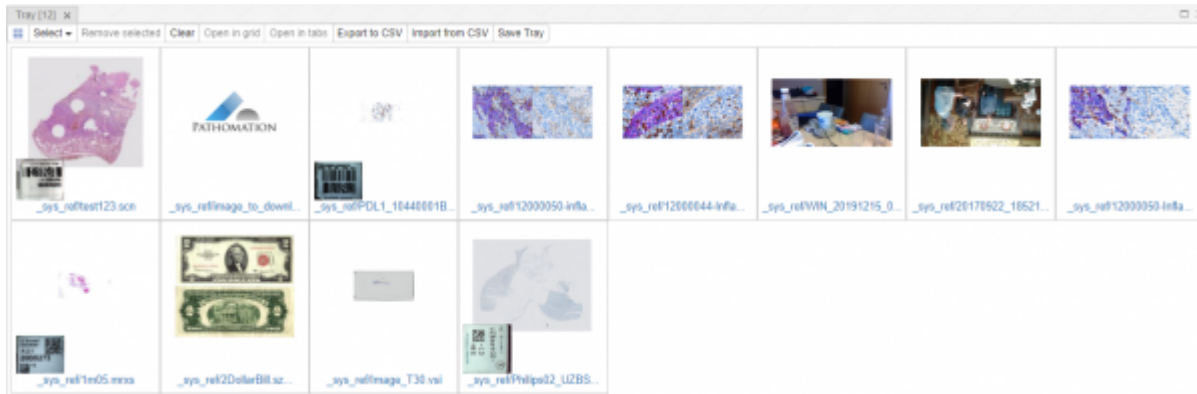 Tray [12] ×
Select Remove selected Clear Open in grid Open in tabs Export to CSV Import from CSV Save Tray
PATHOMATION
_sys_ref/test123.scn
_sys_ref/image_to_downl...
_sys_ref/PDL1_10440001B...
_sys_ref/12000050-infla...
_sys_ref/12000044-Infla...
_sys_ref/WIN_20191215_0...
_sys_ref/20170922_18521...
_sys_ref/12000050-Infla...
_sys_ref/1m05.mrxs
_sys_ref/2DollarBill.sz...
_sys_ref/Image_T30.vsi
_sys_ref/Philips02_UZBS...